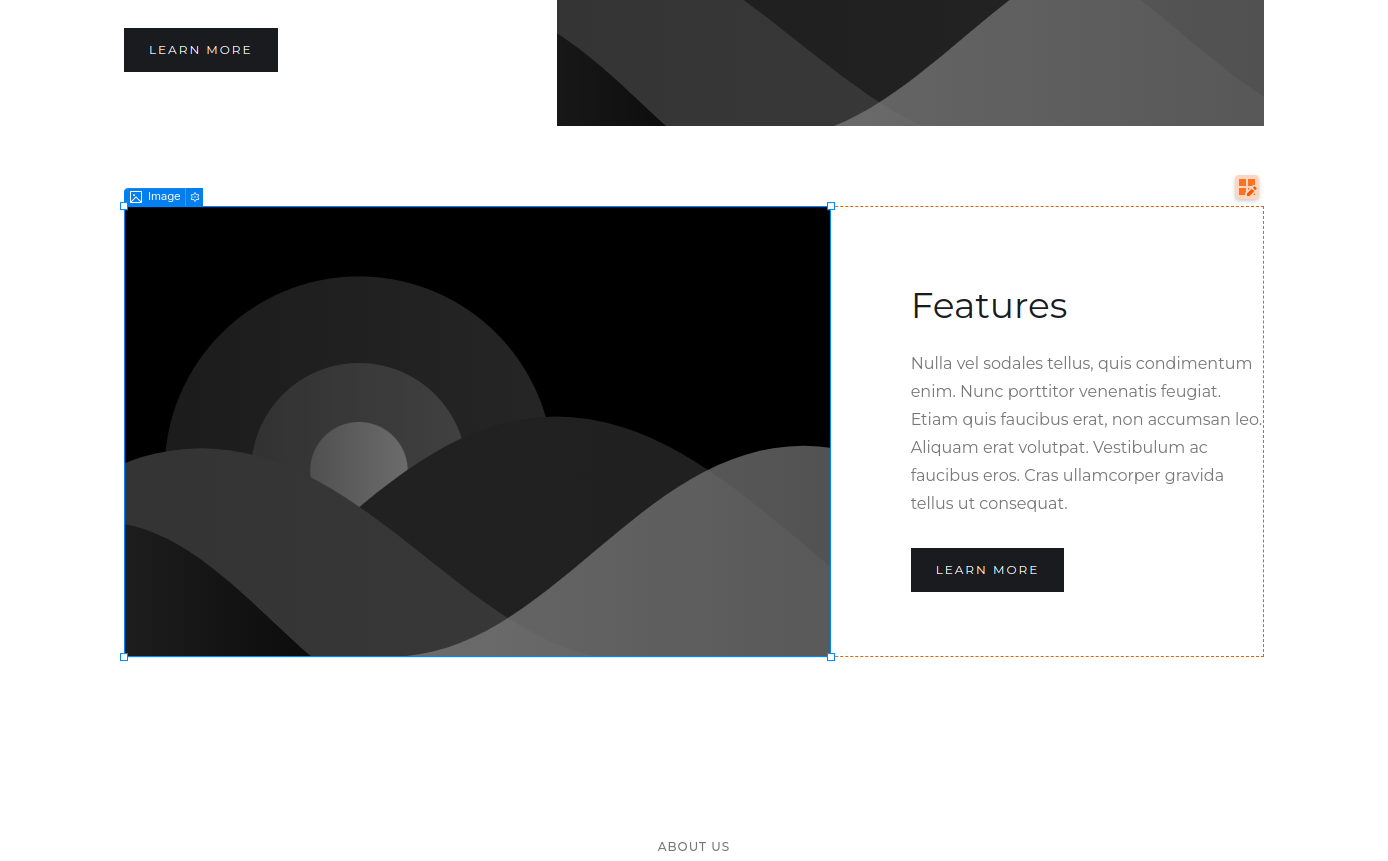 LEARN MORE
Image
Features
Nulla vel sodales tellus, quis condimentum
enim. Nunc porttitor venenatis feugiat.
Etiam quis faucibus erat, non accumsan leo.
Aliquam erat volutpat. Vestibulum ac
faucibus eros. Cras ullamcorper gravida
tellus ut consequat.
LEARN MORE
ABOUT US